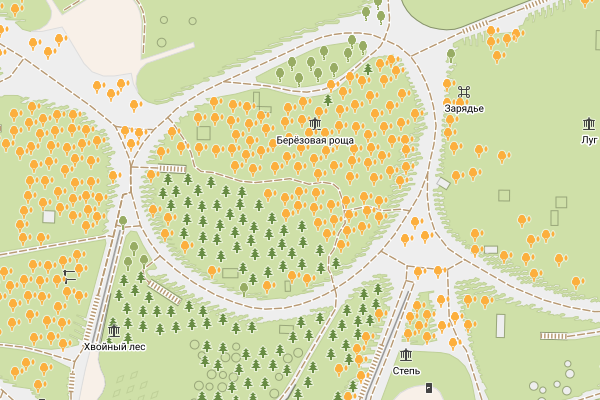 Зарядье
Берёзовая роща
Луг
Хвойный лес
Степь